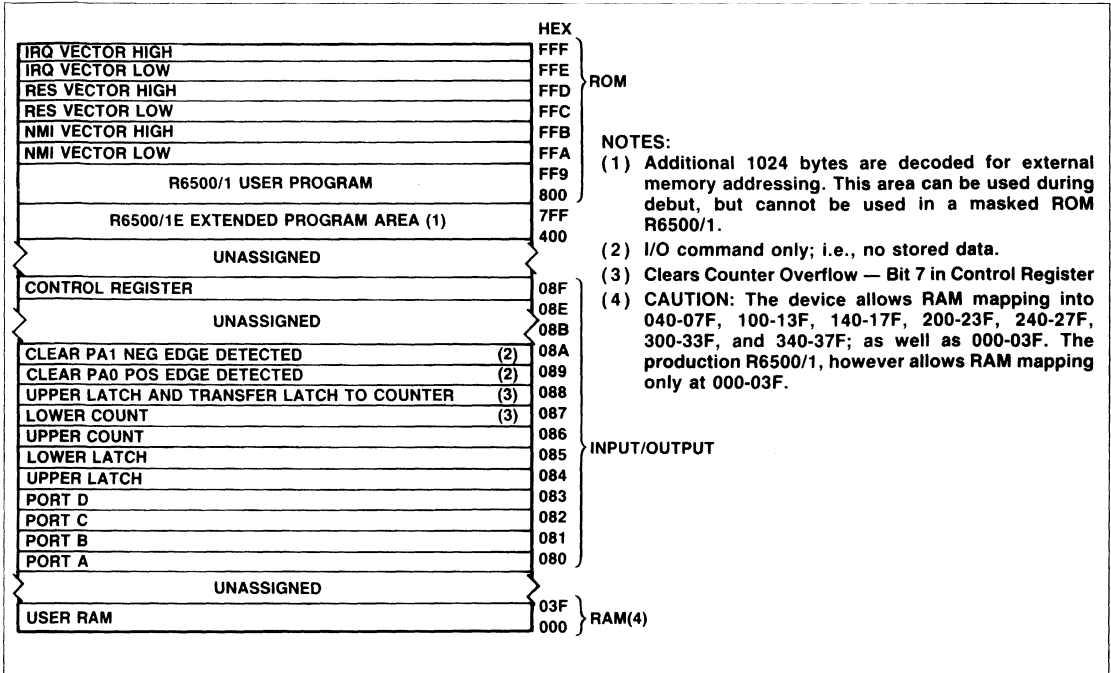 HEX
IRQ VECTOR HIGH FFF
IRQ VECTOR LOW FFE
RES VECTOR HIGH FFD
RES VECTOR LOW FFC
NMI VECTOR HIGH FFB
NMI VECTOR LOW FFA
FF9
R6500/1 USER PROGRAM
800
ROM
7FF
R6500/1E EXTENDED PROGRAM AREA (1)
400
UNASSIGNED
CONTROL REGISTER 08F
08E
UNASSIGNED
08B
CLEAR PA1 NEG EDGE DETECTED (2) 08A
CLEAR PA0 POS EDGE DETECTED (2) 089
UPPER LATCH AND TRANSFER LATCH TO COUNTER (3) 088
LOWER COUNT (3) 087
UPPER COUNT 086
LOWER LATCH 085
UPPER LATCH 084
PORT D 083
PORT C 082
PORT B 081
PORT A 080
INPUT/OUTPUT
UNASSIGNED
03F
USER RAM
000
RAM(4)
NOTES:
(1) Additional 1024 bytes are decoded for external
memory addressing. This area can be used during
debut, but cannot be used in a masked ROM
R6500/1.
(2) I/O command only; i.e., no stored data.
(3) Clears Counter Overflow — Bit 7 in Control Register
(4) CAUTION: The device allows RAM mapping into
040-07F, 100-13F, 140-17F, 200-23F, 240-27F,
300-33F, and 340-37F; as well as 000-03F. The
production R6500/1, however allows RAM mapping
only at 000-03F.